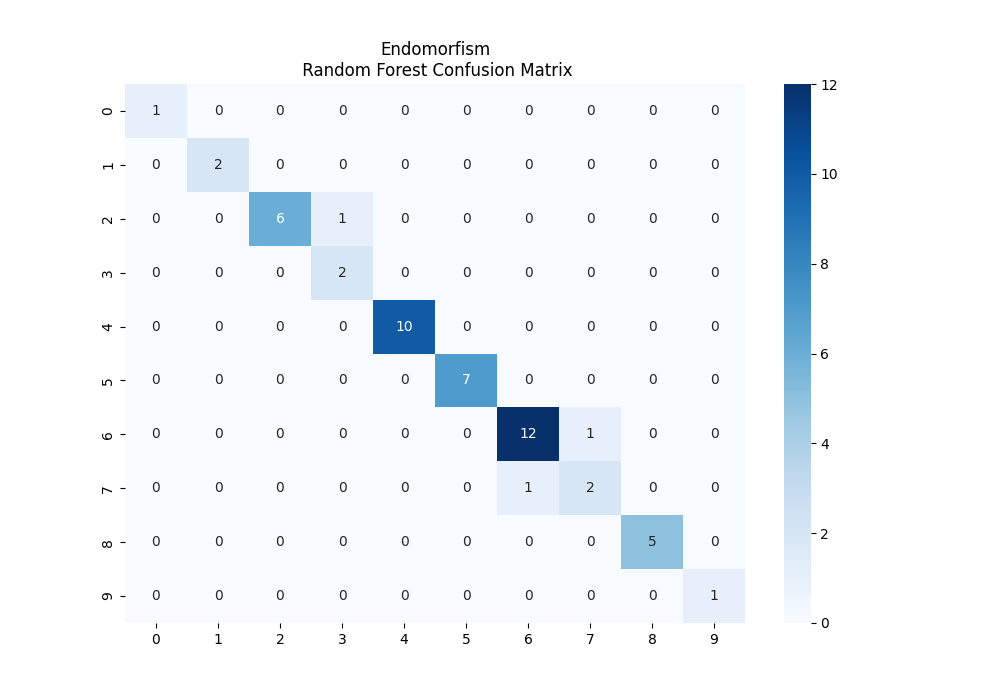 Endomorfism
Random Forest Confusion Matrix
0 1 0 0 0 0 0 0 0 0 0
1 0 2 0 0 0 0 0 0 0 0
2 0 0 6 1 0 0 0 0 0 0
3 0 0 0 2 0 0 0 0 0 0
4 0 0 0 0 10 0 0 0 0 0
5 0 0 0 0 0 7 0 0 0 0
6 0 0 0 0 0 0 12 1 0 0
7 0 0 0 0 0 0 1 2 0 0
8 0 0 0 0 0 0 0 0 5 0
9 0 0 0 0 0 0 0 0 0 1
0 1 2 3 4 5 6 7 8 9
12
10
8
6
4
2
0